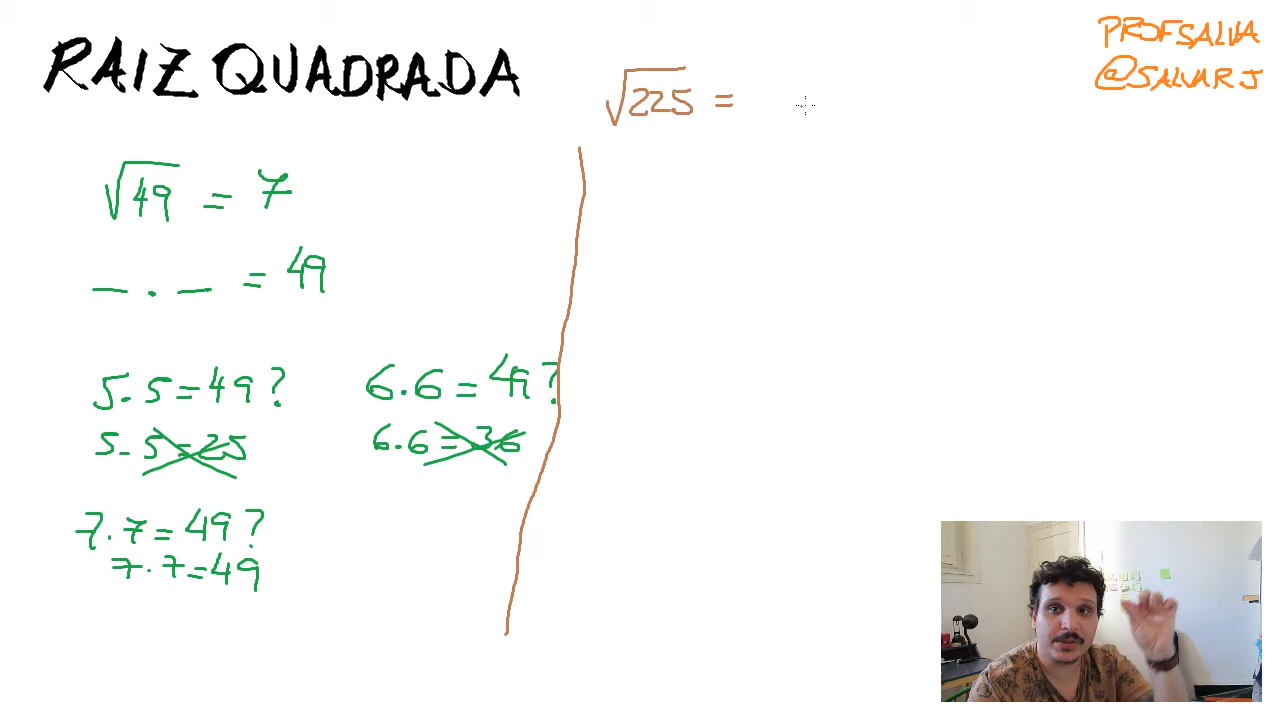 RAIZ QUADRADA
PROFSALVA
@SALVARJ
√49 = 7
_ . _ = 49
5.5=49?
5.5=25
6.6=49?
6.6=36
7.7=49?
7.7=49
√225 =